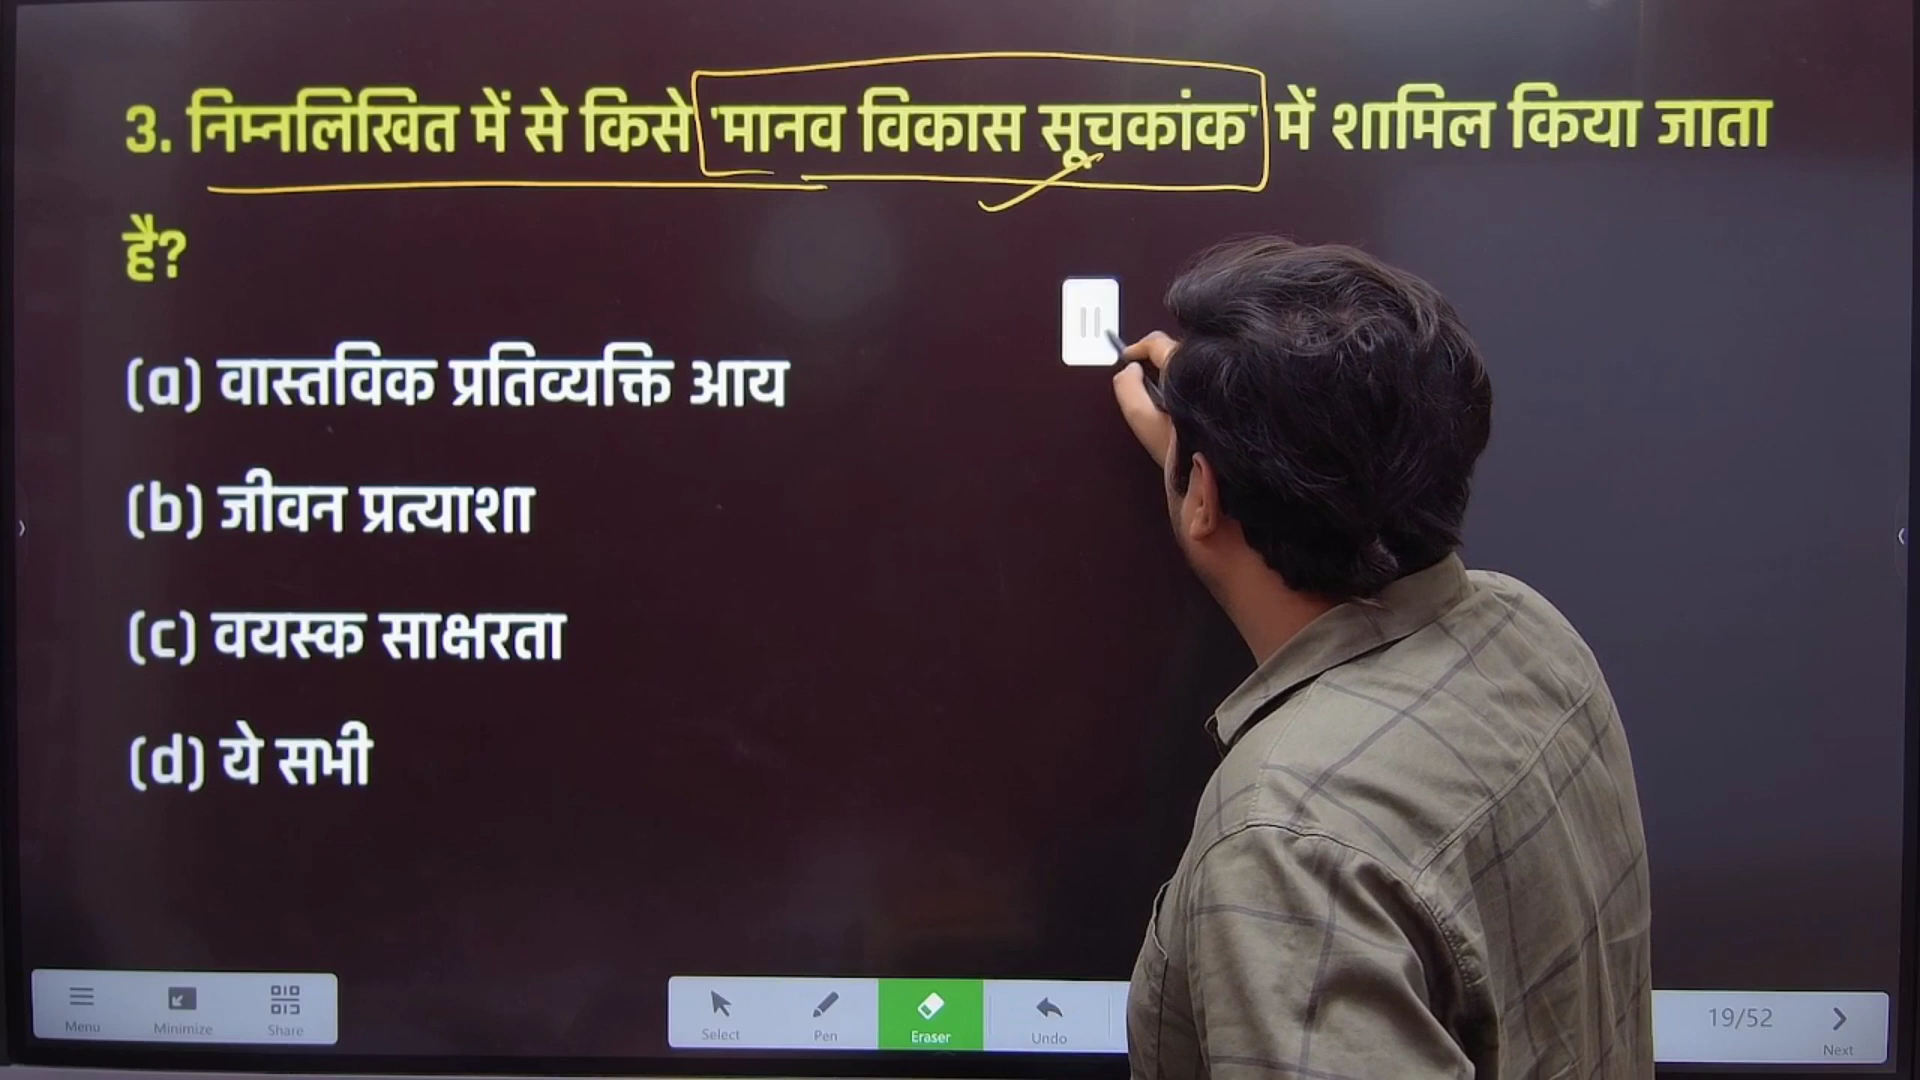 3. निम्नलिखित में से किसे 'मानव विकास सूचकांक' में शामिल किया जाता
है?
(a) वास्तविक प्रतिव्यक्ति आय
(b) जीवन प्रत्याशा
(c) वयस्क साक्षरता
(d) ये सभी
Menu Minimize Share Select Pen Eraser Undo 19/52 Next